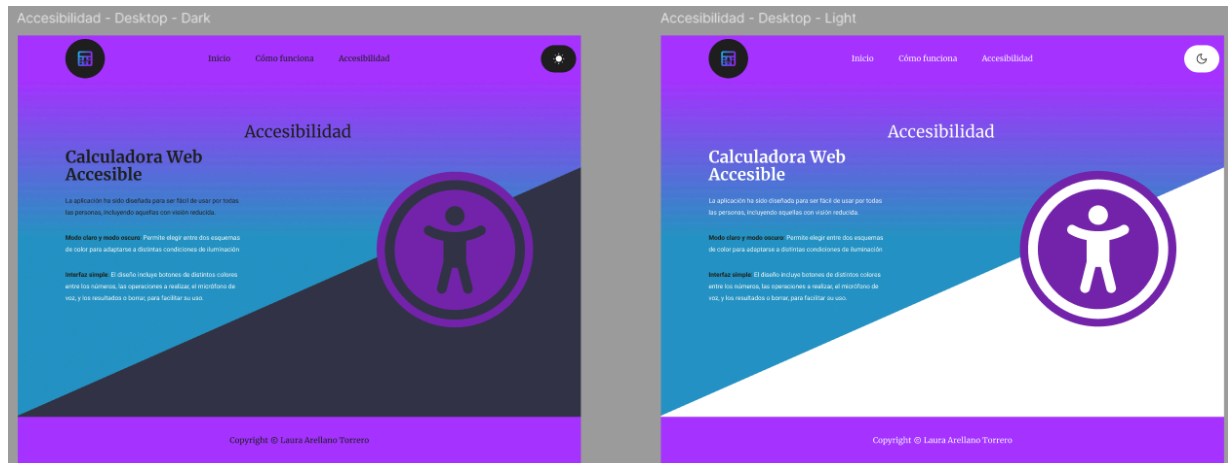 Accesibilidad - Desktop - Dark
Inicio Cómo funciona Accesibilidad
Accesibilidad
Calculadora Web
Accesible
La aplicación ha sido diseñada para ser fácil de usar por todas
las personas, incluyendo aquellas con visión reducida.
Modo claro y modo oscuro: Permite elegir entre dos esquemas
de color para adaptarse a distintas condiciones de iluminación
Interfaz simple: El diseño incluye botones de distintos colores
entre los números, las operaciones a realizar, el micrófono de
voz, y los resultados o borrar, para facilitar su uso.
Copyright © Laura Arellano Torrero
Accesibilidad - Desktop - Light
Inicio Cómo funciona Accesibilidad
Accesibilidad
Calculadora Web
Accesible
La aplicación ha sido diseñada para ser fácil de usar por todas
las personas, incluyendo aquellas con visión reducida.
Modo claro y modo oscuro: Permite elegir entre dos esquemas
de color para adaptarse a distintas condiciones de iluminación
Interfaz simple: El diseño incluye botones de distintos colores
entre los números, las operaciones a realizar, el micrófono de
voz, y los resultados o borrar, para facilitar su uso.
Copyright © Laura Arellano Torrero